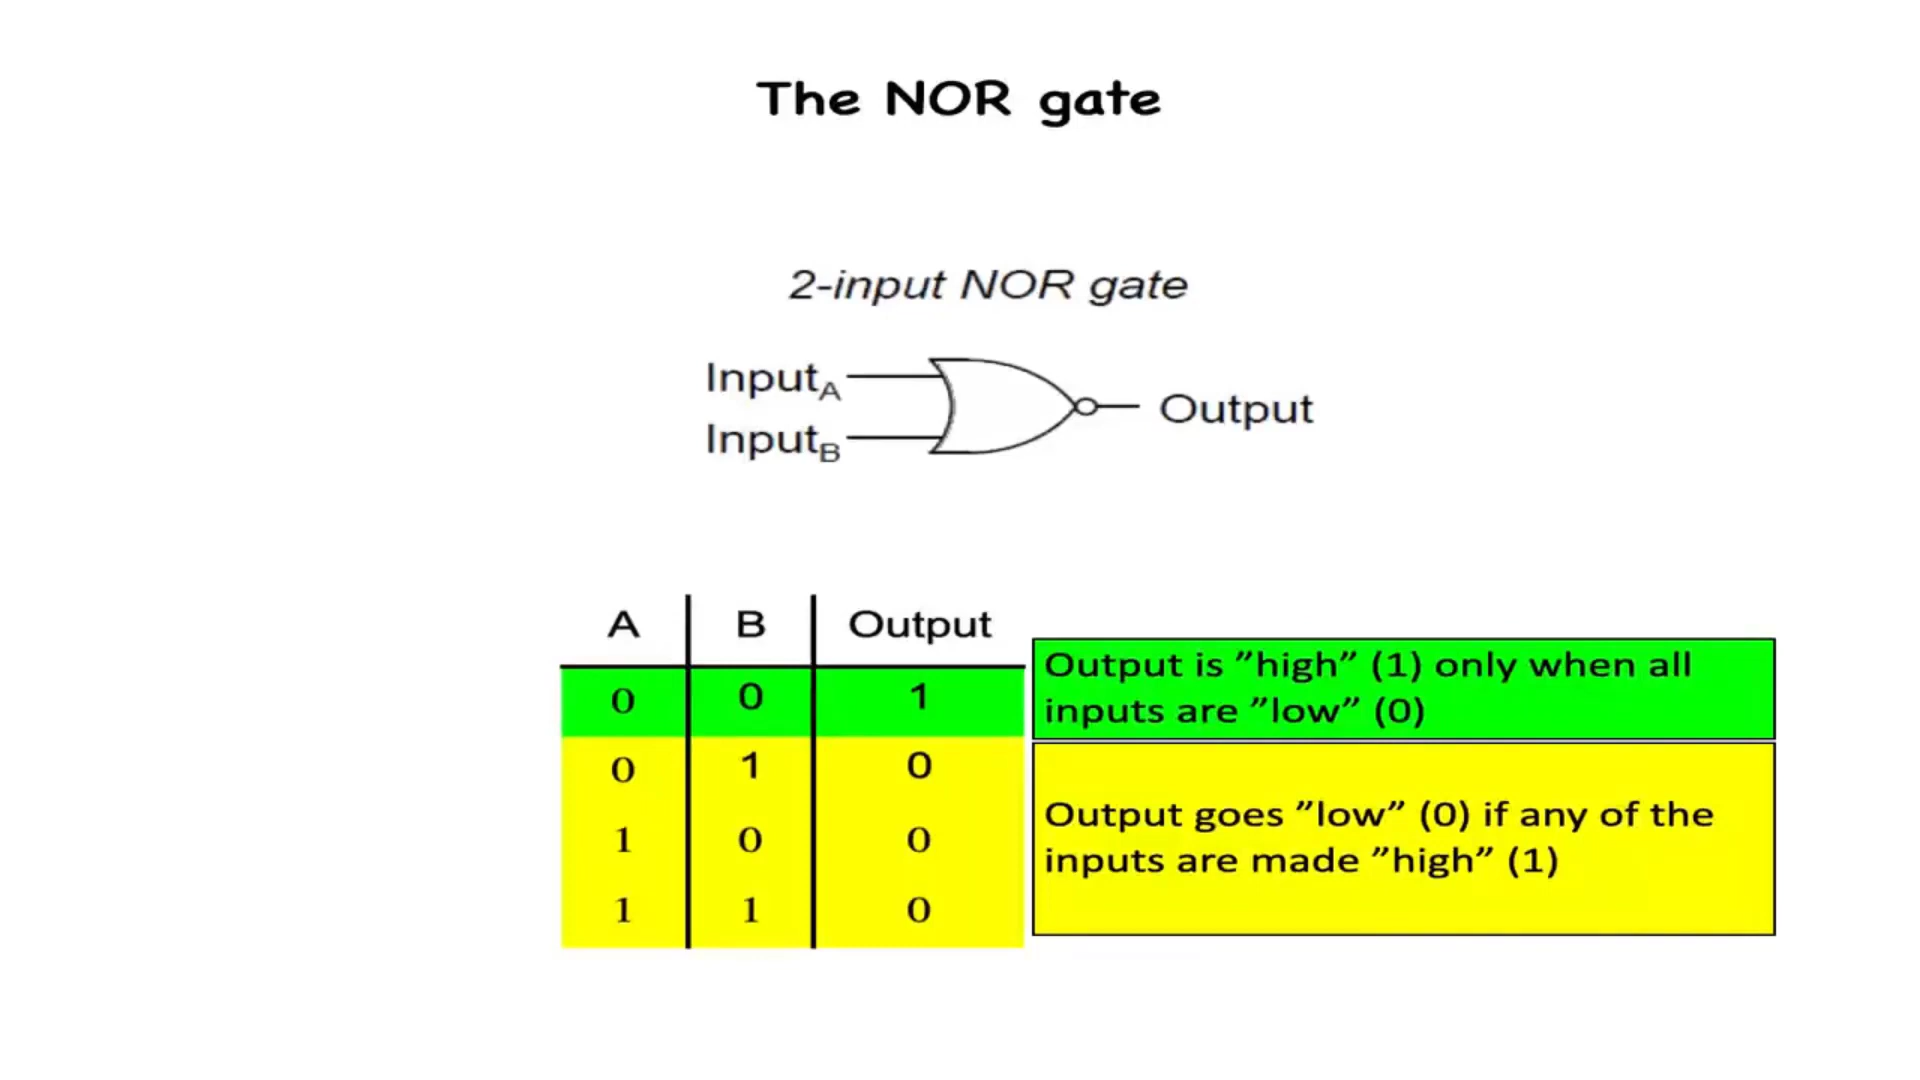 The NOR gate
2-input NOR gate
InputA
InputB
Output
A B Output
0 0 1
0 1 0
1 0 0
1 1 0
Output is ”high” (1) only when all
inputs are ”low” (0)
Output goes ”low” (0) if any of the
inputs are made ”high” (1)